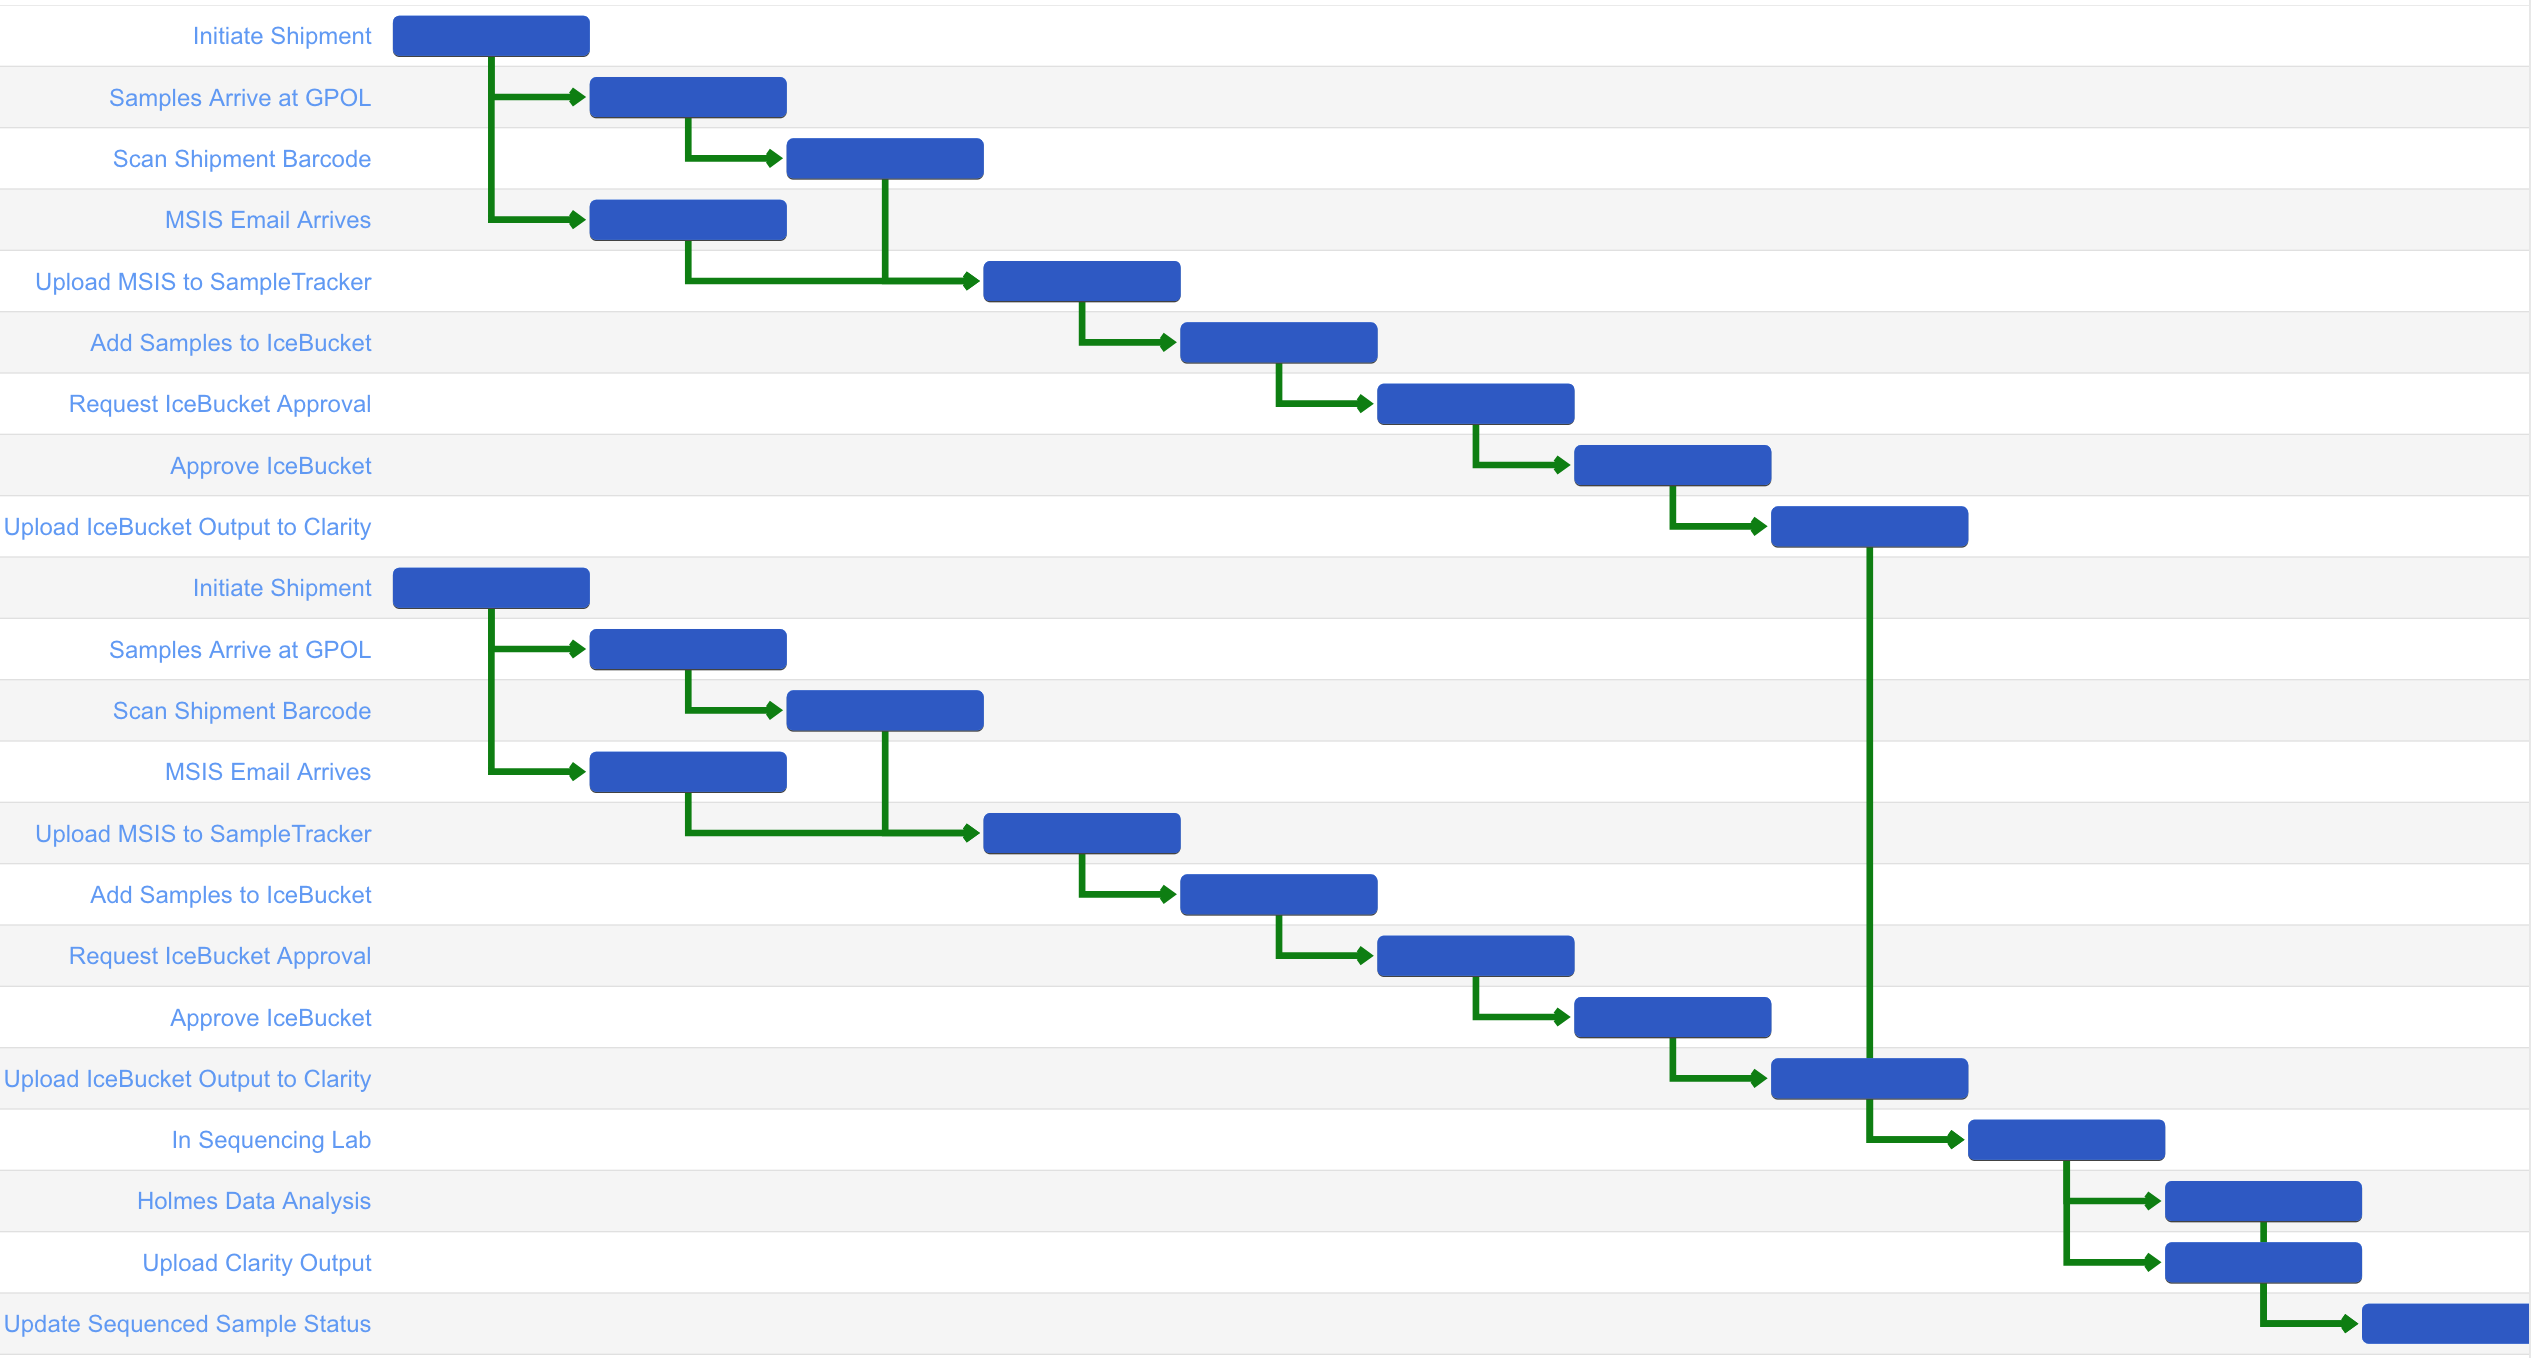 Initiate Shipment
Samples Arrive at GPOL
Scan Shipment Barcode
MSIS Email Arrives
Upload MSIS to SampleTracker
Add Samples to IceBucket
Request IceBucket Approval
Approve IceBucket
Upload IceBucket Output to Clarity
Initiate Shipment
Samples Arrive at GPOL
Scan Shipment Barcode
MSIS Email Arrives
Upload MSIS to SampleTracker
Add Samples to IceBucket
Request IceBucket Approval
Approve IceBucket
Upload IceBucket Output to Clarity
In Sequencing Lab
Holmes Data Analysis
Upload Clarity Output
Update Sequenced Sample Status